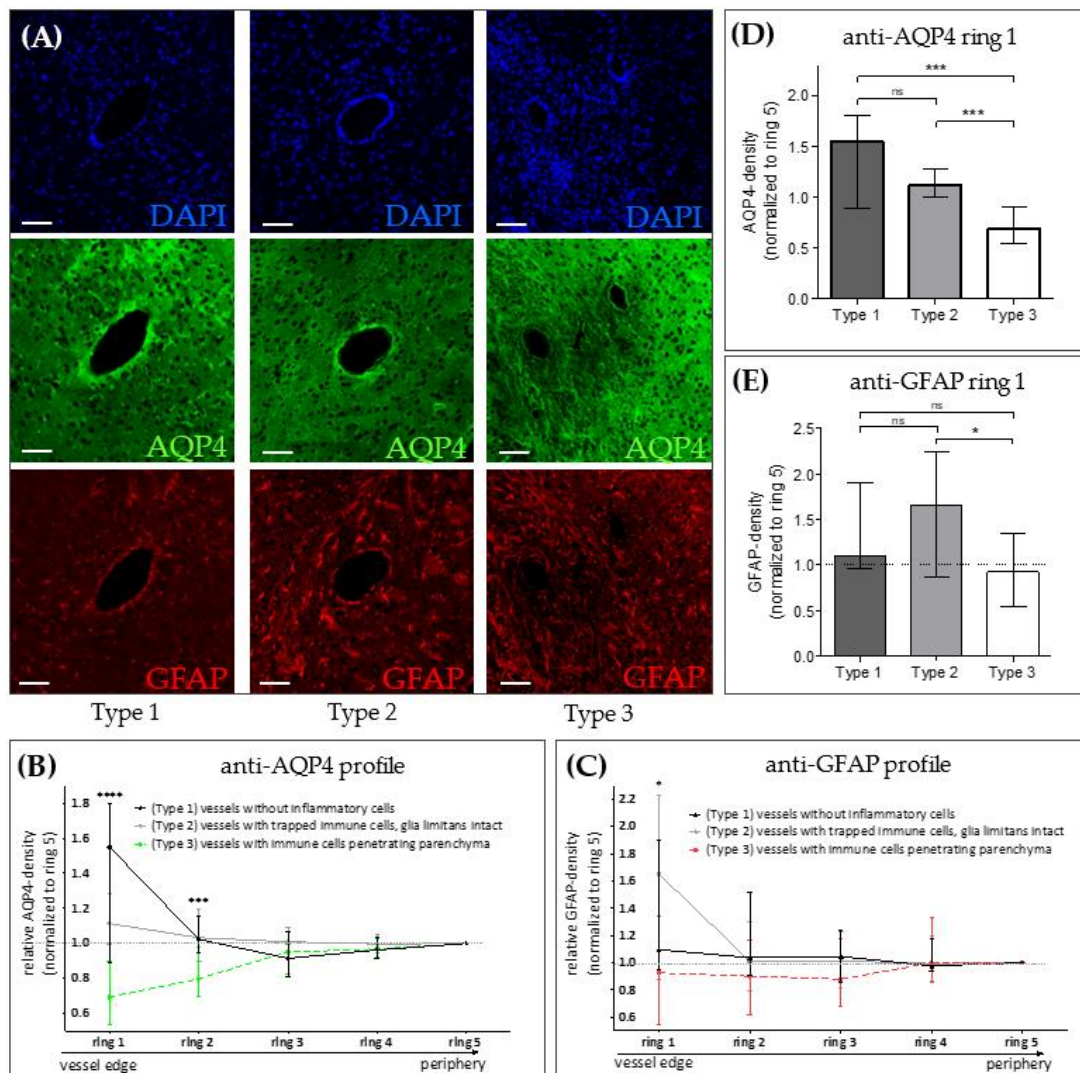 (A)
DAPI
DAPI
DAPI
AQP4
AQP4
AQP4
GFAP
GFAP
GFAP
Type 1
Type 2
Type 3
(D)
anti-AQP4 ring 1
***
ns
***
AQP4-density
(normalized to ring 5)
2.0
1.5
1.0
0.5
0.0
Type 1
Type 2
Type 3
(E)
anti-GFAP ring 1
ns
ns
*
GFAP-density
(normalized to ring 5)
2.5
2.0
1.5
1.0
0.5
0.0
Type 1
Type 2
Type 3
(B)
anti-AQP4 profile
****
***
(Type 1) vessels without inflammatory cells
(Type 2) vessels with trapped immune cells, glia limitans intact
(Type 3) vessels with immune cells penetrating parenchyma
relative AQP4-density
(normalized to ring 5)
1.8
1.6
1.4
1.2
1.0
0.8
0.6
ring 1
ring 2
ring 3
ring 4
ring 5
vessel edge
periphery
(C)
anti-GFAP profile
*
(Type 1) vessels without inflammatory cells
(Type 2) vessels with trapped immune cells, glia limitans intact
(Type 3) vessels with immune cells penetrating parenchyma
relative GFAP-density
(normalized to ring 5)
2.2
2.0
1.8
1.6
1.4
1.2
1.0
0.8
0.6
ring 1
ring 2
ring 3
ring 4
ring 5
vessel edge
periphery